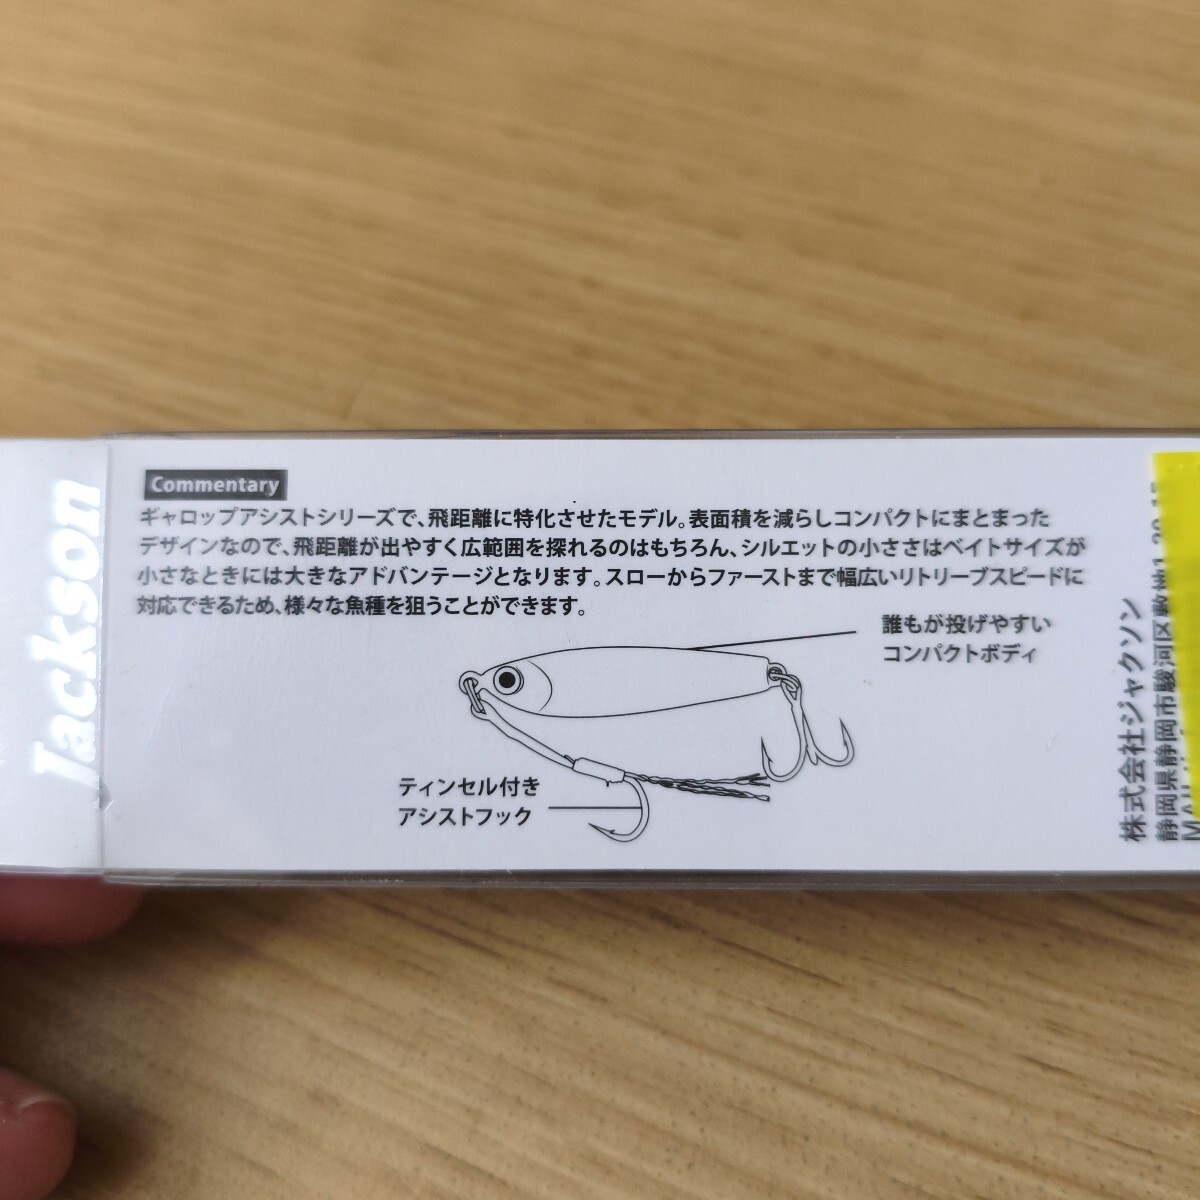 Jackson
Commentary
ギャロップアシストシリーズで、飛距離に特化させたモデル。表面積を減らしコンパクトにまとまった
デザインなので、飛距離が出やすく広範囲を探れるのはもちろん、シルエットの小ささはベイトサイズが
小さなときには大きなアドバンテージとなります。スローからファーストまで幅広いリトリーブスピードに
対応できるため、様々な魚種を狙うことができます。
誰もが投げやすい
コンパクトボディ
ティンセル付き
アシストフック
株式会社ジャクソン
静岡県静岡市駿河区敷地